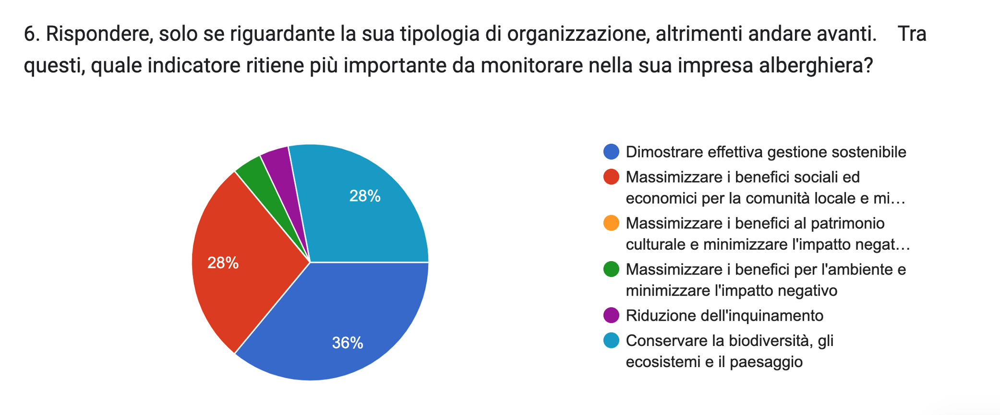 6. Rispondere, solo se riguardante la sua tipologia di organizzazione, altrimenti andare avanti. Tra
questi, quale indicatore ritiene più importante da monitorare nella sua impresa alberghiera?
28%
28%
36%
Dimostrare effettiva gestione sostenibile
Massimizzare i benefici sociali ed
economici per la comunità locale e mi...
Massimizzare i benefici al patrimonio
culturale e minimizzare l'impatto negat...
Massimizzare i benefici per l'ambiente e
minimizzare l'impatto negativo
Riduzione dell'inquinamento
Conservare la biodiversità, gli
ecosistemi e il paesaggio